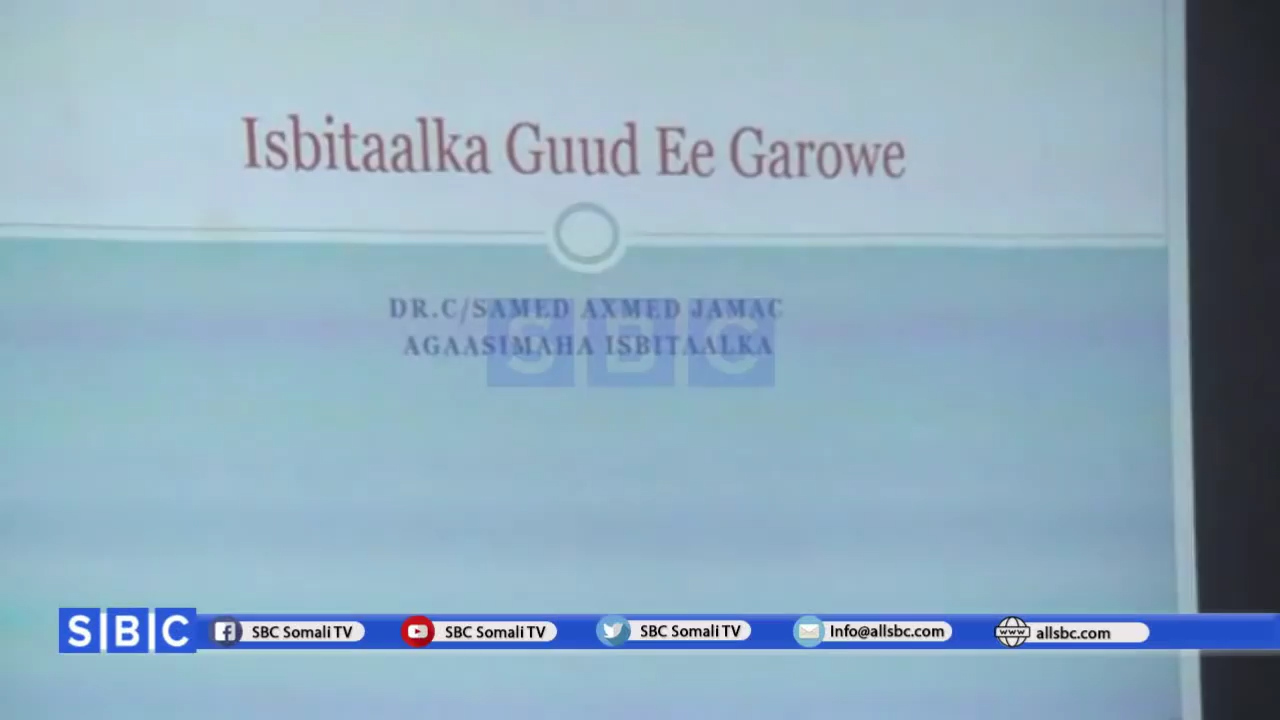 Isbitaalka Guud Ee Garowe
DR.C/SAMED AXMED JAMAC
AGAASIMAHA ISBITAALKA
SBC
S|B|C
SBC Somali TV
SBC Somali TV
SBC Somali TV
Info@allsbc.com
www
allsbc.com